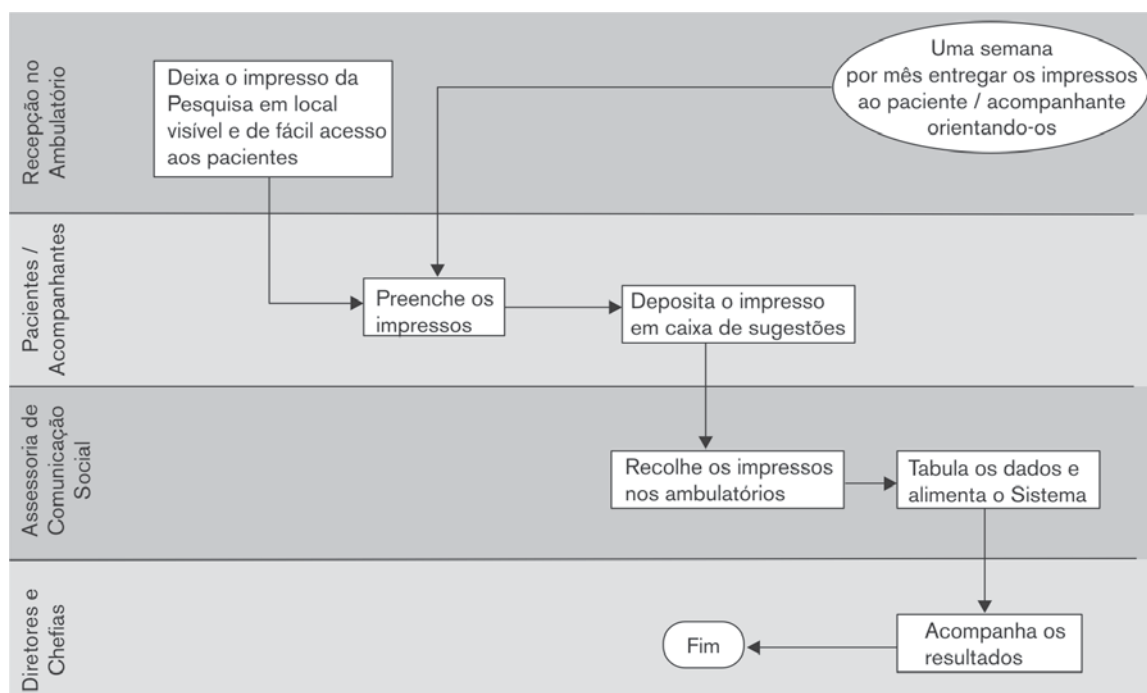 Recepção no
Ambulatório
Deixa o impresso da
Pesquisa em local
visível e de fácil acesso
aos pacientes
Uma semana
por mês entregar os impressos
ao paciente / acompanhante
orientando-os
Pacientes /
Acompanhantes
Preenche os
impressos
Deposita o impresso
em caixa de sugestões
Assessoria de
Comunicação
Social
Recolhe os impressos
nos ambulatórios
Tabula os dados e
alimenta o Sistema
Diretores e
Chefias
Fim
Acompanha os
resultados